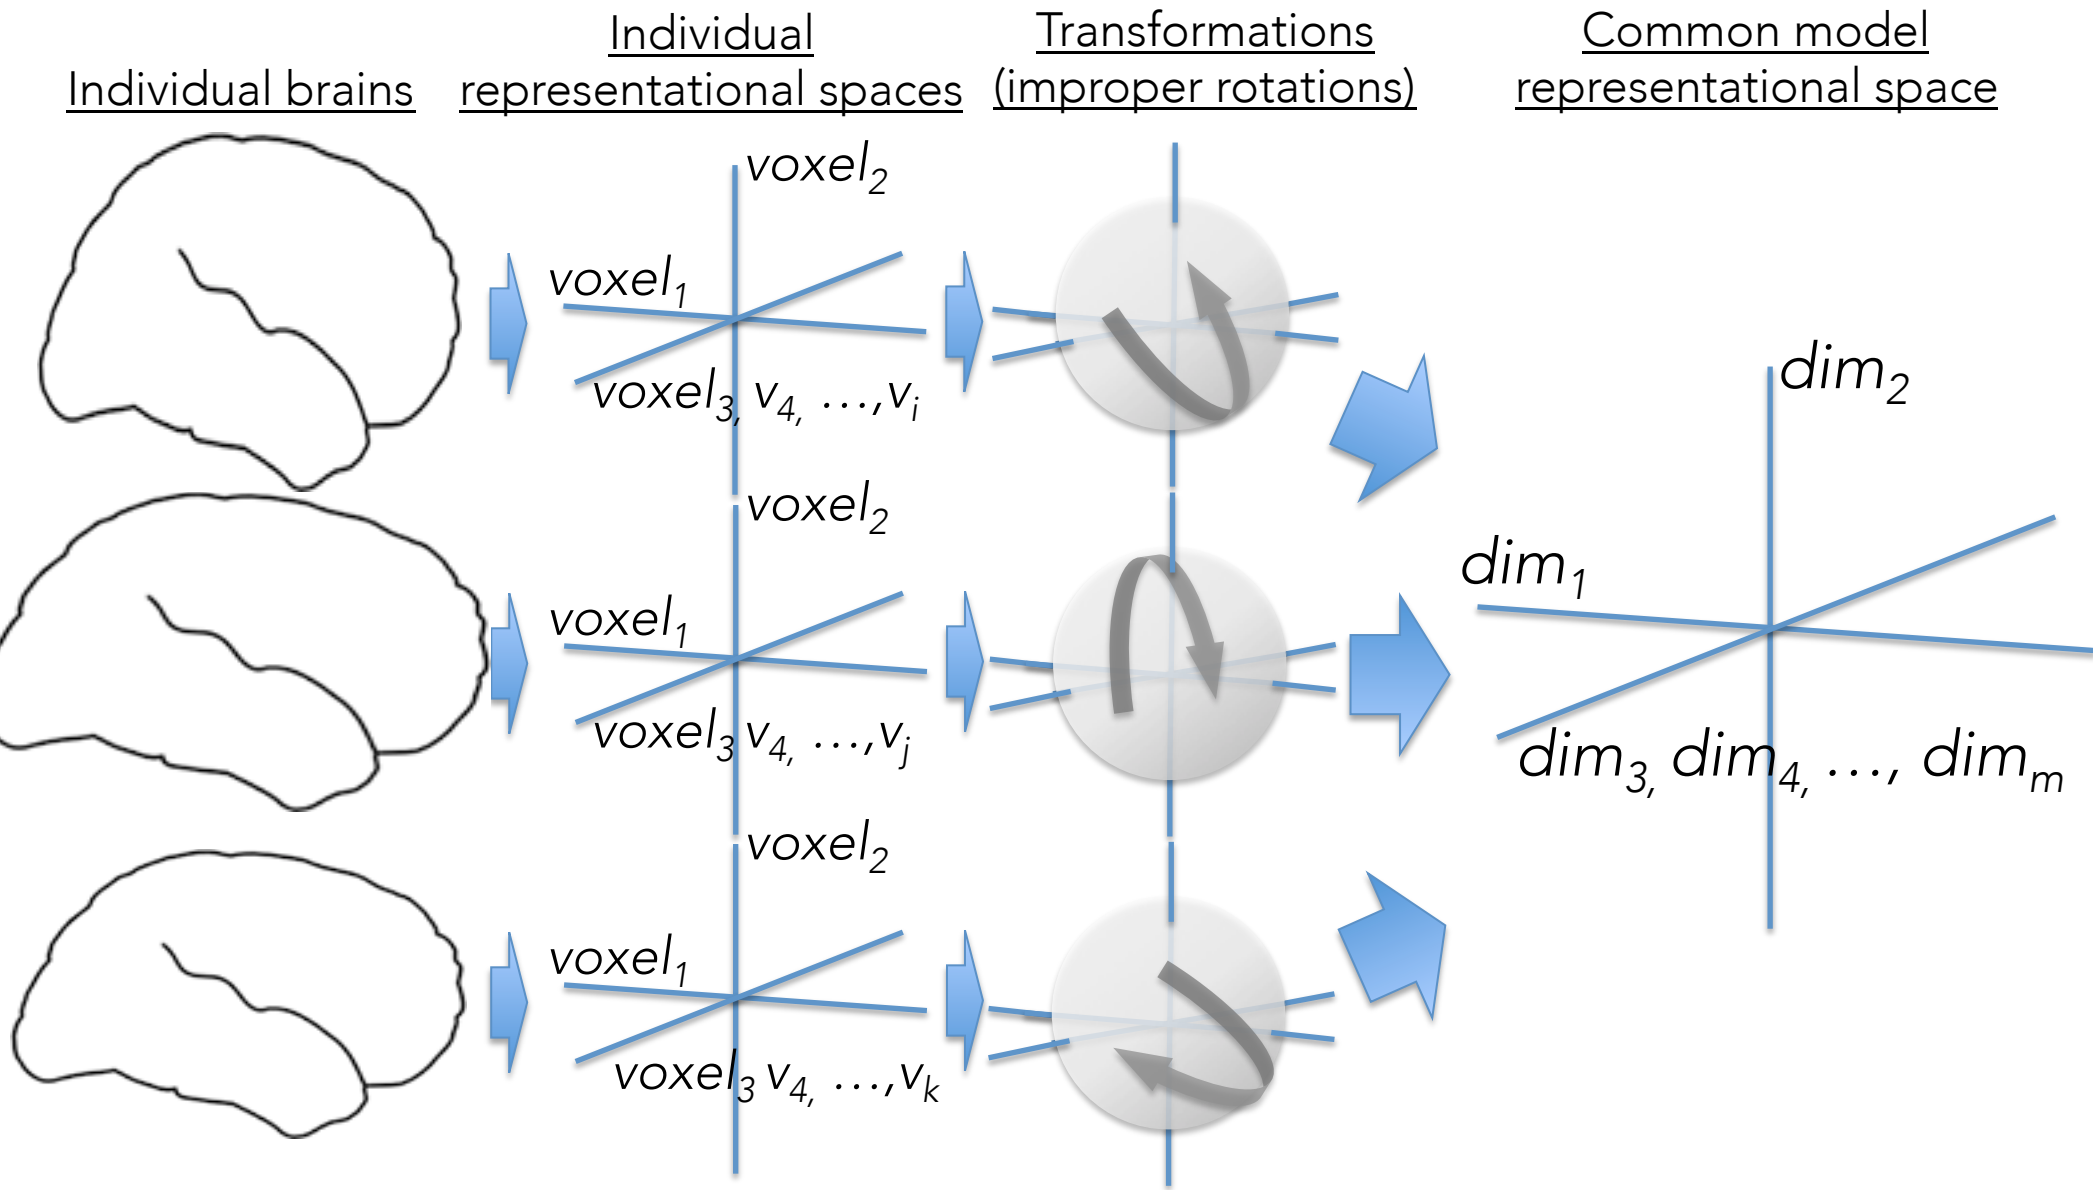 Individual brains
Individual
representational spaces
Transformations
(improper rotations)
Common model
representational space
voxel₂
voxel₁
voxel₃, v₄, …,vᵢ
voxel₂
voxel₁
voxel₃ v₄, …,vⱼ
voxel₂
voxel₁
voxel₃ v₄, …,vₖ
dim₂
dim₁
dim₃, dim₄, …, dimₘ